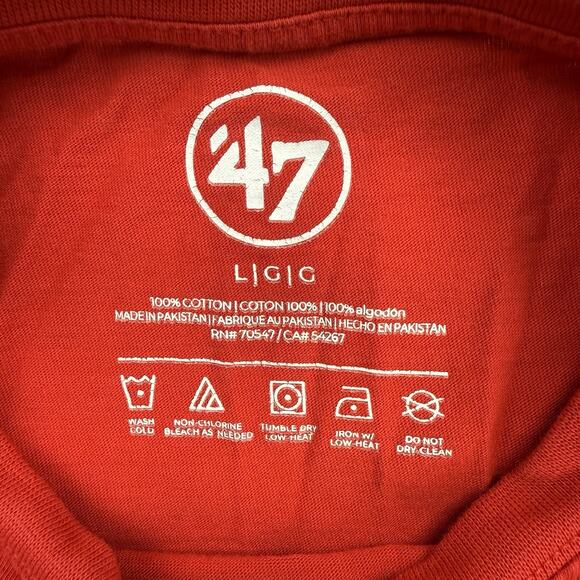 '47
L|G|G
100% COTTON | COTON 100% | 100% algodón
MADE IN PAKISTAN | FABRIQUE AU PAKISTAN | HECHO EN PAKISTAN
RN# 70547 / CA# 54267
WASH COLD
NON-CHLORINE BLEACH AS NEEDED
TUMBLE DRY LOW-HEAT
IRON W/ LOW-HEAT
DO NOT DRY-CLEAN